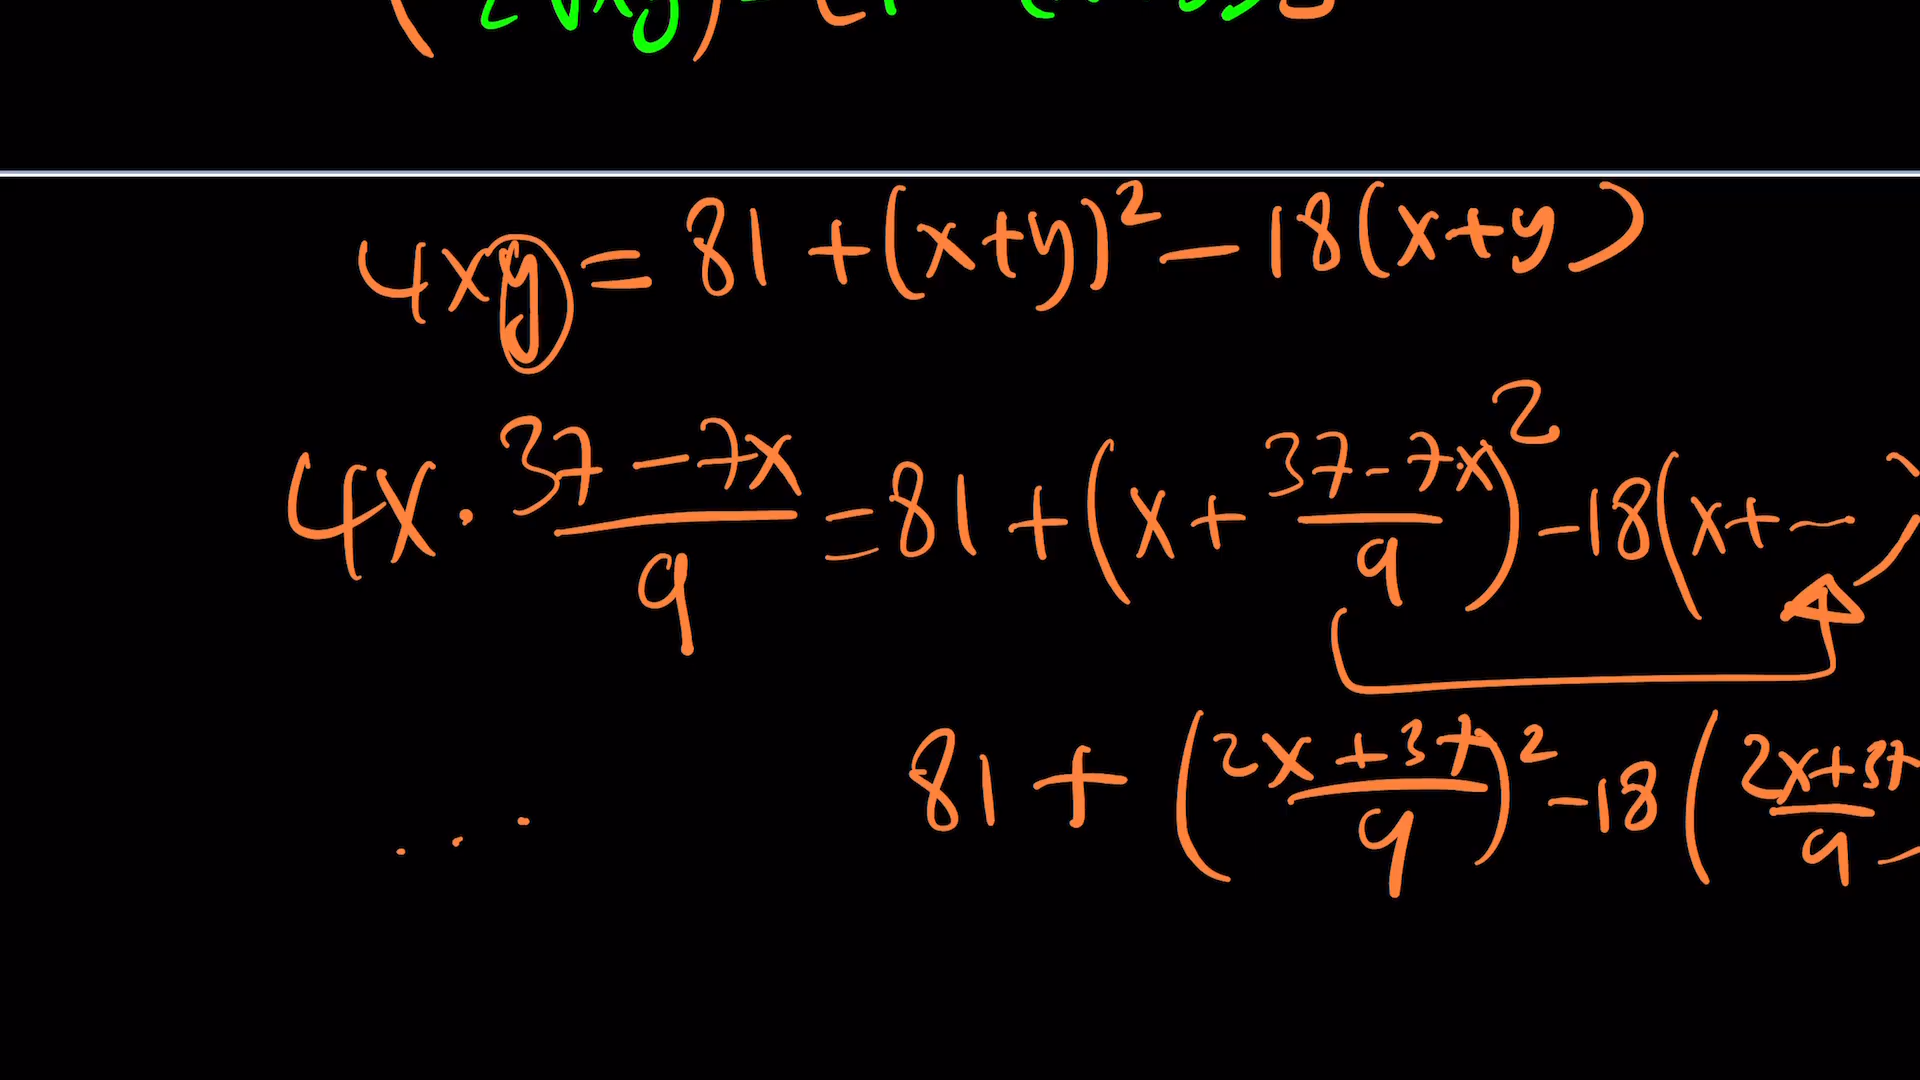 4xy = 81 + (x+y)² − 18(x+y)
4x · (37 − 7x)/9 = 81 + (x + (37 − 7x)/9)² − 18(x + ~)
81 + ((2x + 37)/9)² − 18((2x + 37)/9
...